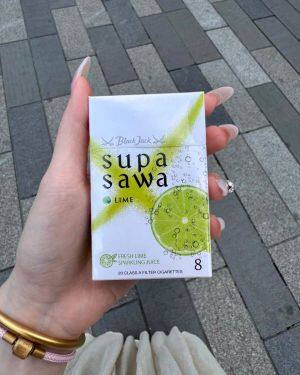 Black Jack
supa
sawa
LIME
FRESH LIME
SPARKLING JUICE
20 CLASS A FILTER CIGARETTES
8